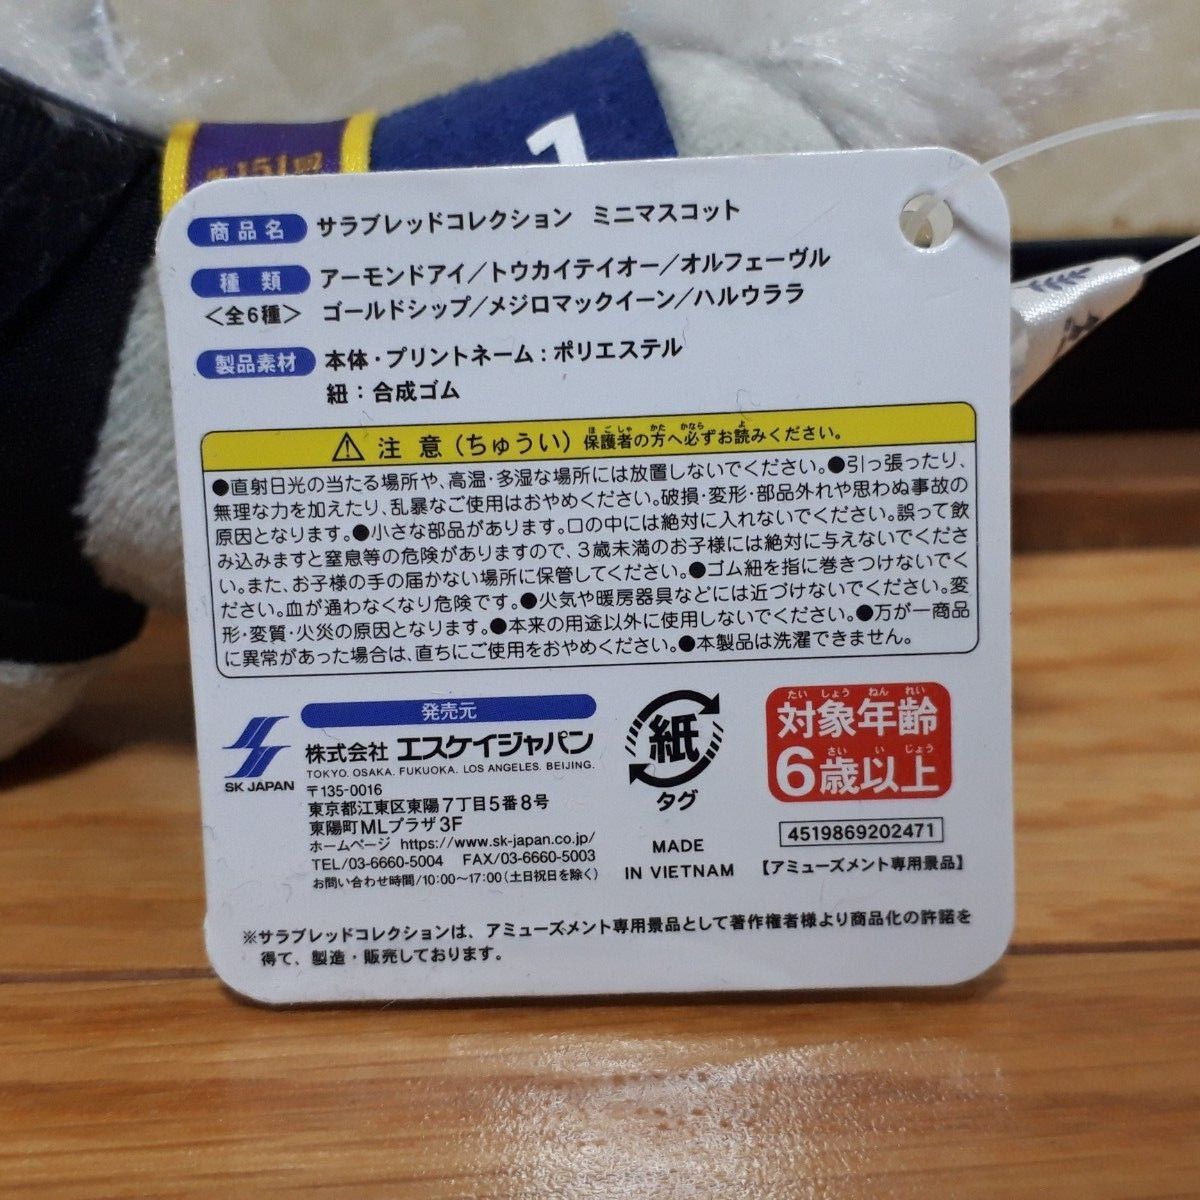 151
1
商品名 サラブレッドコレクション ミニマスコット
種類 アーモンドアイ／トウカイテイオー／オルフェーヴル
＜全6種＞ ゴールドシップ／メジロマックイーン／ハルウララ
製品素材 本体・プリントネーム：ポリエステル
紐：合成ゴム
⚠ 注意（ちゅうい）保護者の方へ必ずお読みください。
●直射日光の当たる場所や、高温・多湿な場所には放置しないでください。●引っ張ったり、
無理な力を加えたり、乱暴なご使用はおやめください。破損・変形・部品外れや思わぬ事故の
原因となります。●小さな部品があります。口の中には絶対に入れないでください。誤って飲
み込みますと窒息等の危険がありますので、3歳未満のお子様には絶対に与えないでくださ
い。また、お子様の手の届かない場所に保管してください。●ゴム紐を指に巻きつけないでく
ださい。血が通わなくなり危険です。●火気や暖房器具などには近づけないでください。変
形・変質・火災の原因となります。●本来の用途以外に使用しないでください。●万が一商品
に異常があった場合は、直ちにご使用をおやめください。●本製品は洗濯できません。
発売元
SK JAPAN
株式会社 エスケイジャパン
TOKYO. OSAKA. FUKUOKA. LOS ANGELES. BEIJING.
〒135-0016
東京都江東区東陽7丁目5番8号
東陽町MLプラザ3F
ホームページ https://www.sk-japan.co.jp/
TEL/03-6660-5004 FAX/03-6660-5003
お問い合わせ時間/10:00～17:00（土日祝日を除く）
紙
タグ
MADE
IN VIETNAM
たいしょう ねんれい
対象年齢
さい い じょう
6歳以上
4519869202471
【アミューズメント専用景品】
※サラブレッドコレクションは、アミューズメント専用景品として著作権者様より商品化の許諾を
得て、製造・販売しております。